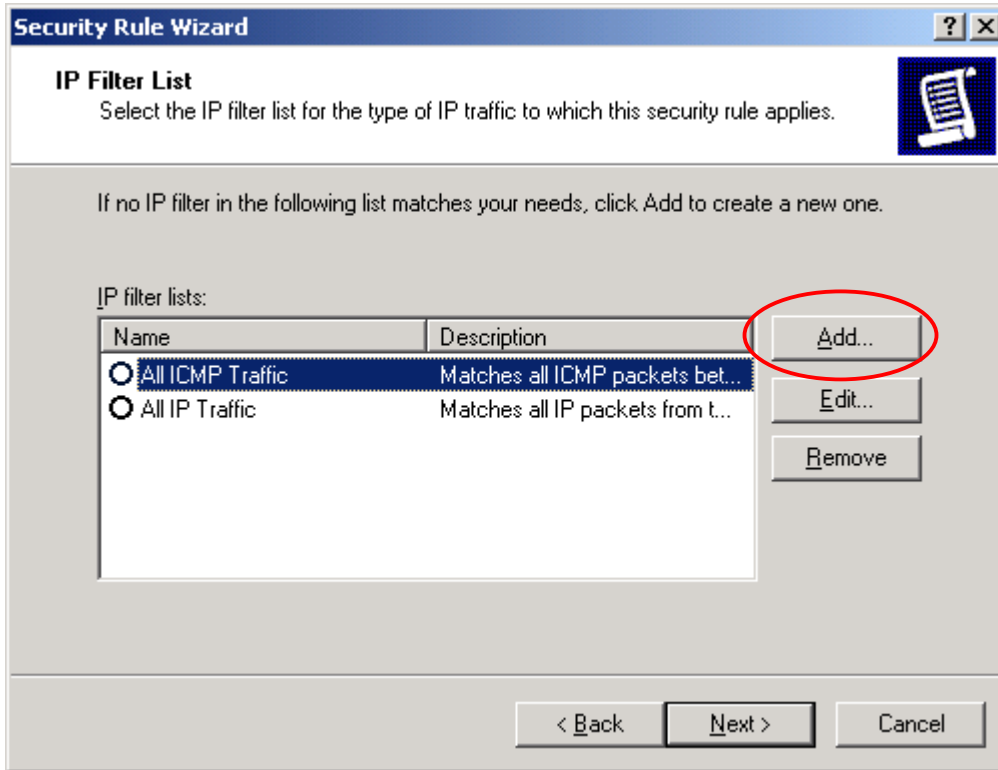 Security Rule Wizard
IP Filter List
Select the IP filter list for the type of IP traffic to which this security rule applies.
If no IP filter in the following list matches your needs, click Add to create a new one.
IP filter lists:
Name Description
All ICMP Traffic Matches all ICMP packets bet...
All IP Traffic Matches all IP packets from t...
Add...
Edit...
Remove
< Back Next > Cancel